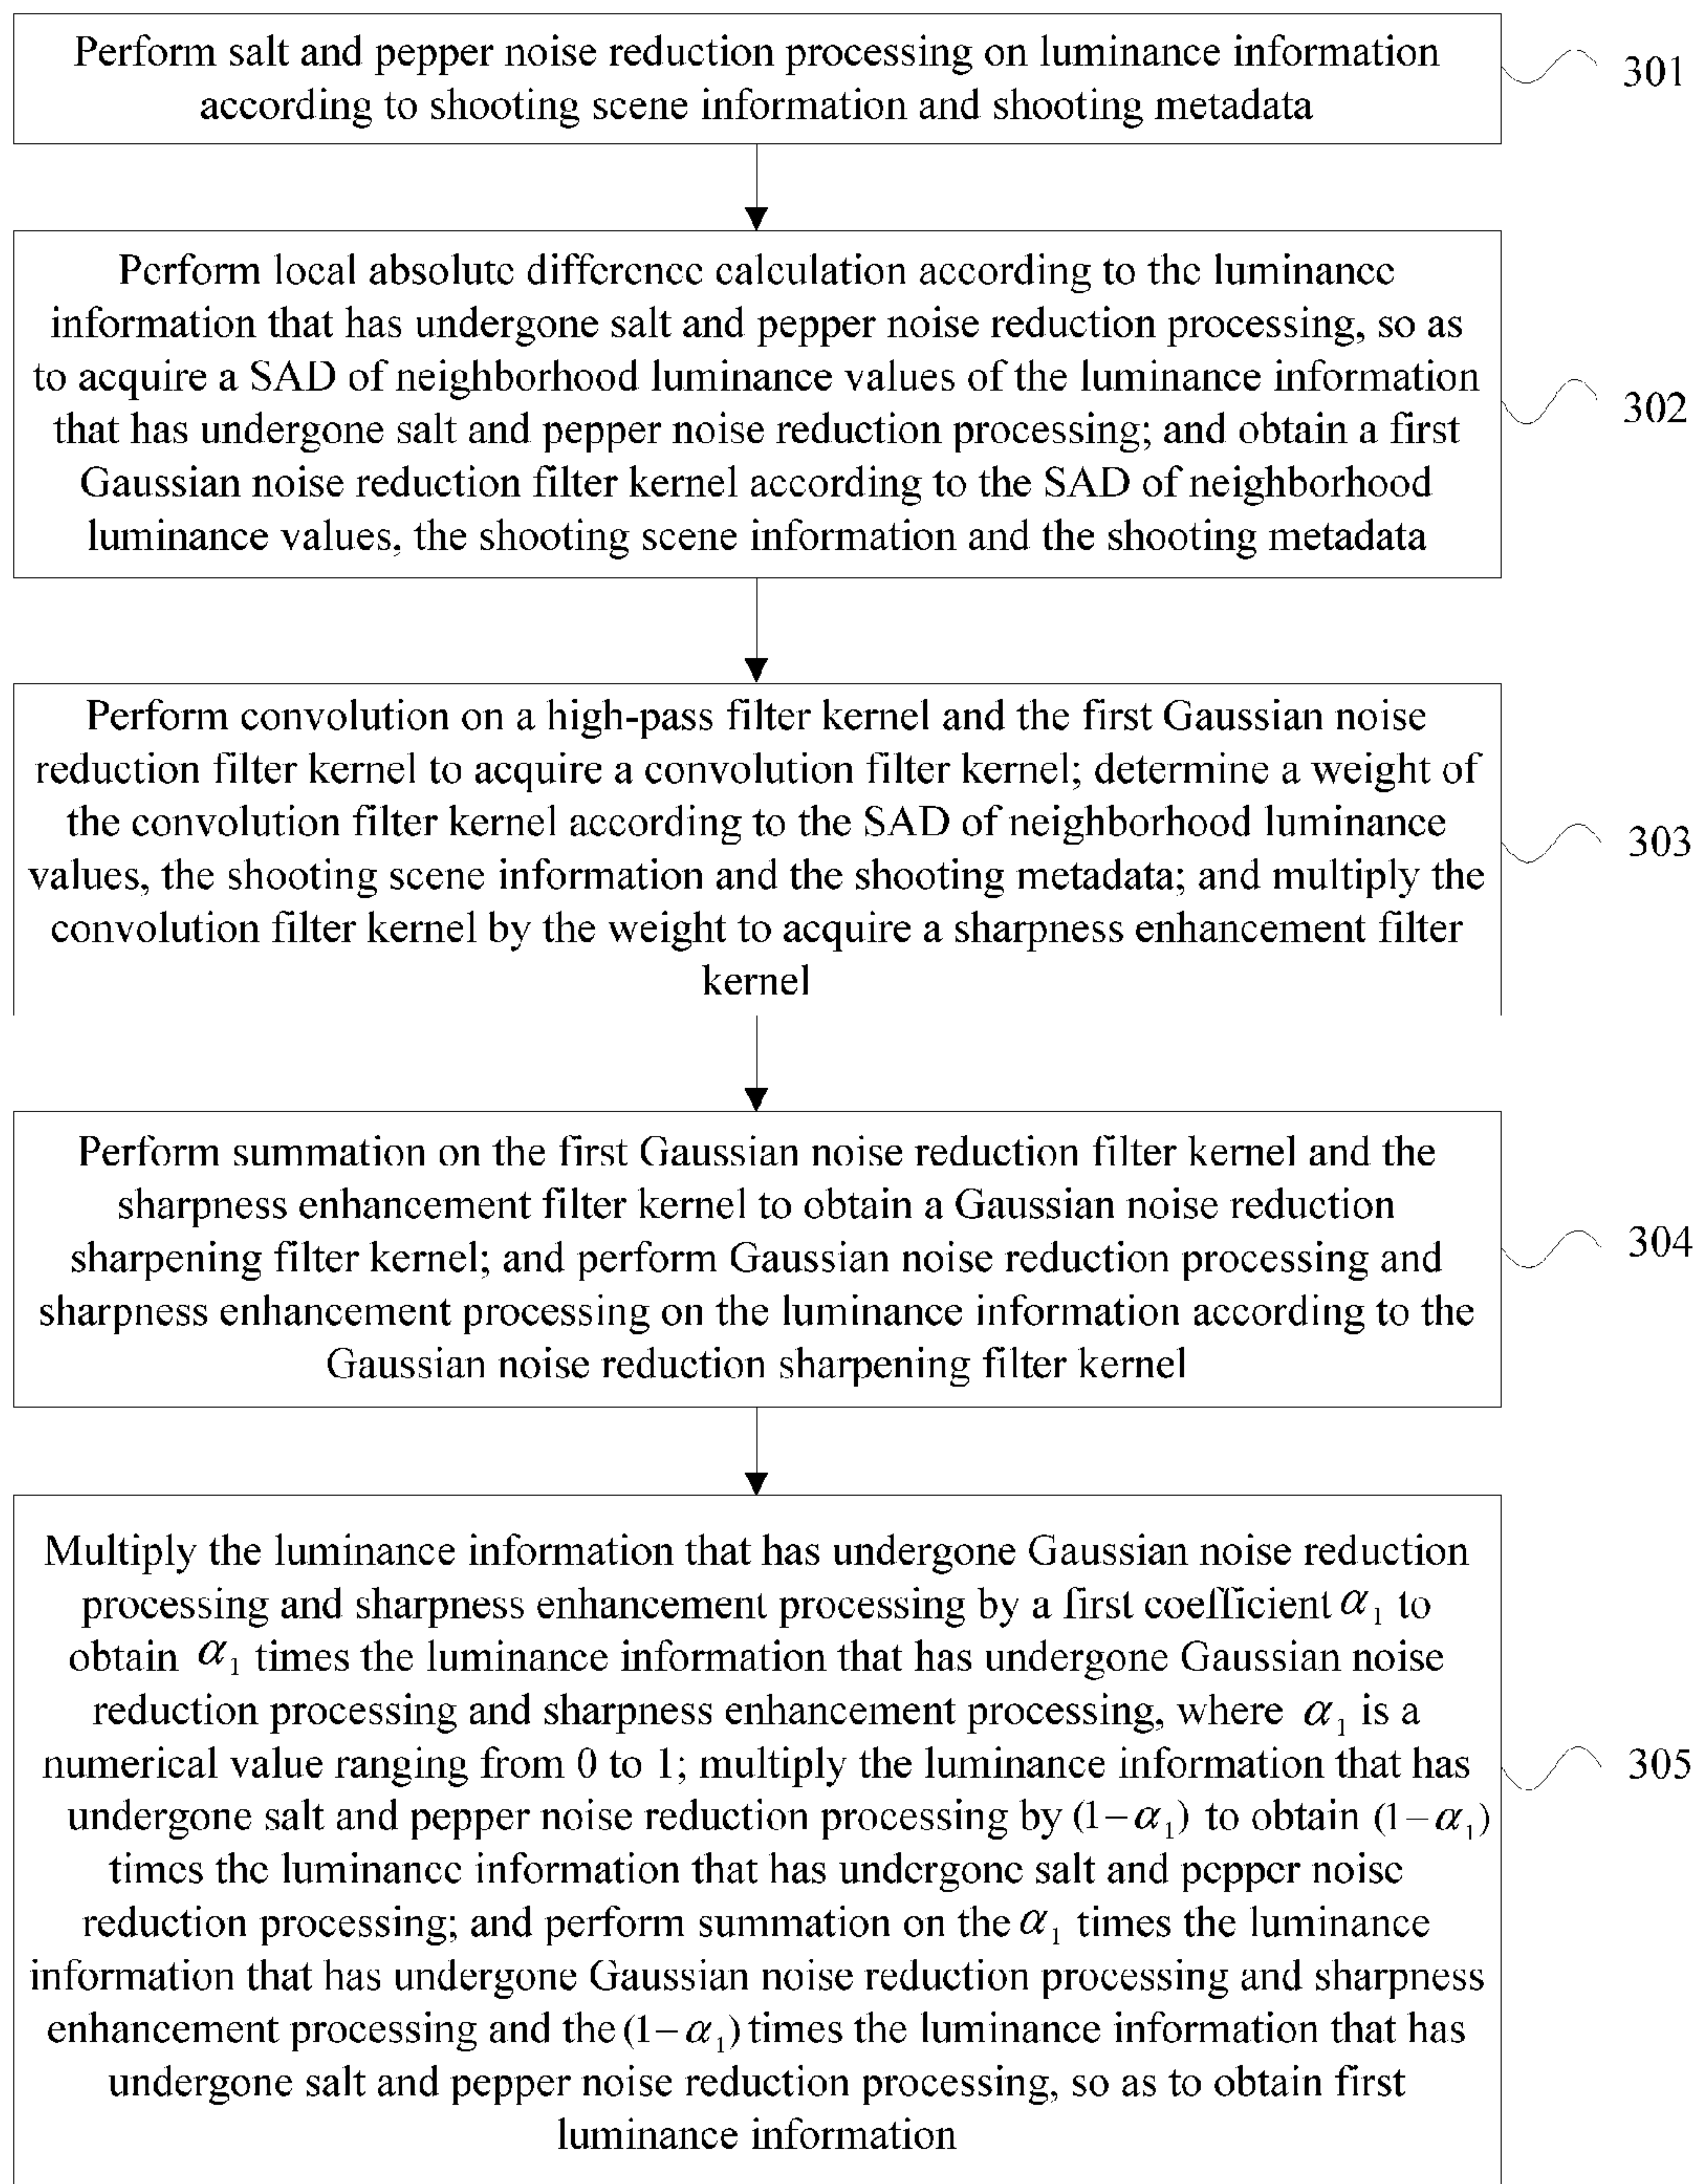 Perform salt and pepper noise reduction processing on luminance information
according to shooting scene information and shooting metadata
301
Perform local absolute difference calculation according to the luminance
information that has undergone salt and pepper noise reduction processing, so as
to acquire a SAD of neighborhood luminance values of the luminance information
that has undergone salt and pepper noise reduction processing; and obtain a first
Gaussian noise reduction filter kernel according to the SAD of neighborhood
luminance values, the shooting scene information and the shooting metadata
302
Perform convolution on a high-pass filter kernel and the first Gaussian noise
reduction filter kernel to acquire a convolution filter kernel; determine a weight of
the convolution filter kernel according to the SAD of neighborhood luminance
values, the shooting scene information and the shooting metadata; and multiply the
convolution filter kernel by the weight to acquire a sharpness enhancement filter
kernel
303
Perform summation on the first Gaussian noise reduction filter kernel and the
sharpness enhancement filter kernel to obtain a Gaussian noise reduction
sharpening filter kernel; and perform Gaussian noise reduction processing and
sharpness enhancement processing on the luminance information according to the
Gaussian noise reduction sharpening filter kernel
304
Multiply the luminance information that has undergone Gaussian noise reduction
processing and sharpness enhancement processing by a first coefficient α₁ to
obtain α₁ times the luminance information that has undergone Gaussian noise
reduction processing and sharpness enhancement processing, where α₁ is a
numerical value ranging from 0 to 1; multiply the luminance information that has
undergone salt and pepper noise reduction processing by (1−α₁) to obtain (1−α₁)
times the luminance information that has undergone salt and pepper noise
reduction processing; and perform summation on the α₁ times the luminance
information that has undergone Gaussian noise reduction processing and sharpness
enhancement processing and the (1−α₁) times the luminance information that has
undergone salt and pepper noise reduction processing, so as to obtain first
luminance information
305